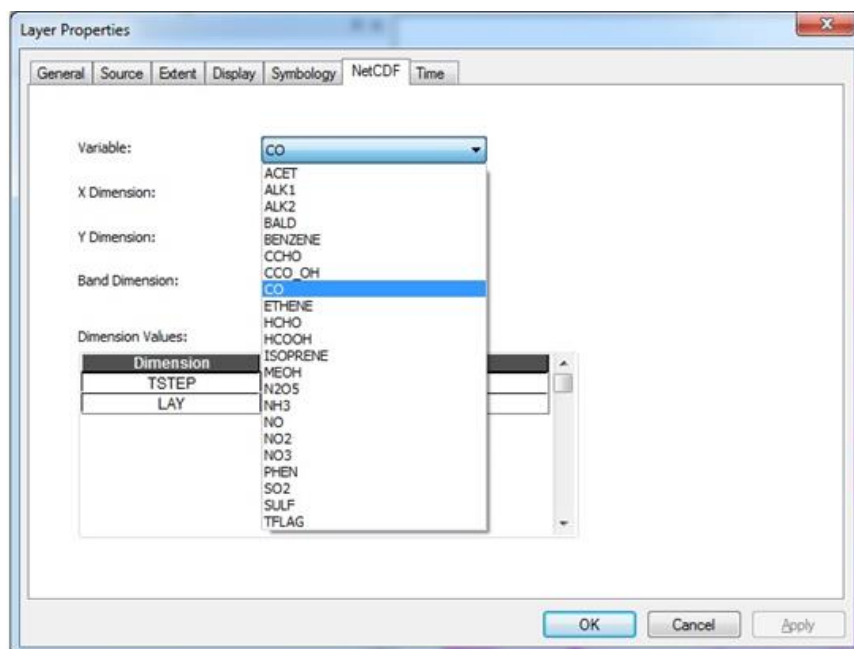 Layer Properties
General Source Extent Display Symbology NetCDF Time
Variable: CO
X Dimension:
Y Dimension:
Band Dimension:
Dimension Values:
Dimension
TSTEP
LAY
ACET
ALK1
ALK2
BALD
BENZENE
CCHO
CCO_OH
CO
ETHENE
HCHO
HCOOH
ISOPRENE
MEOH
N2O5
NH3
NO
NO2
NO3
PHEN
SO2
SULF
TFLAG
OK Cancel Apply